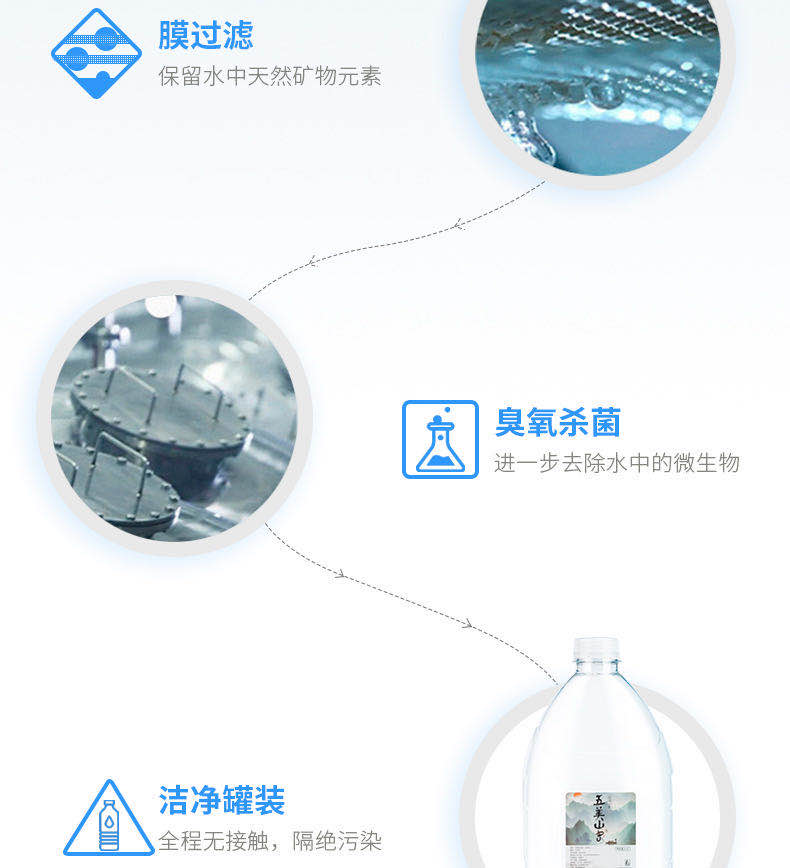 膜过滤
保留水中天然矿物元素
臭氧杀菌
进一步去除水中的微生物
五美山
洁净罐装
全程无接触，隔绝污染